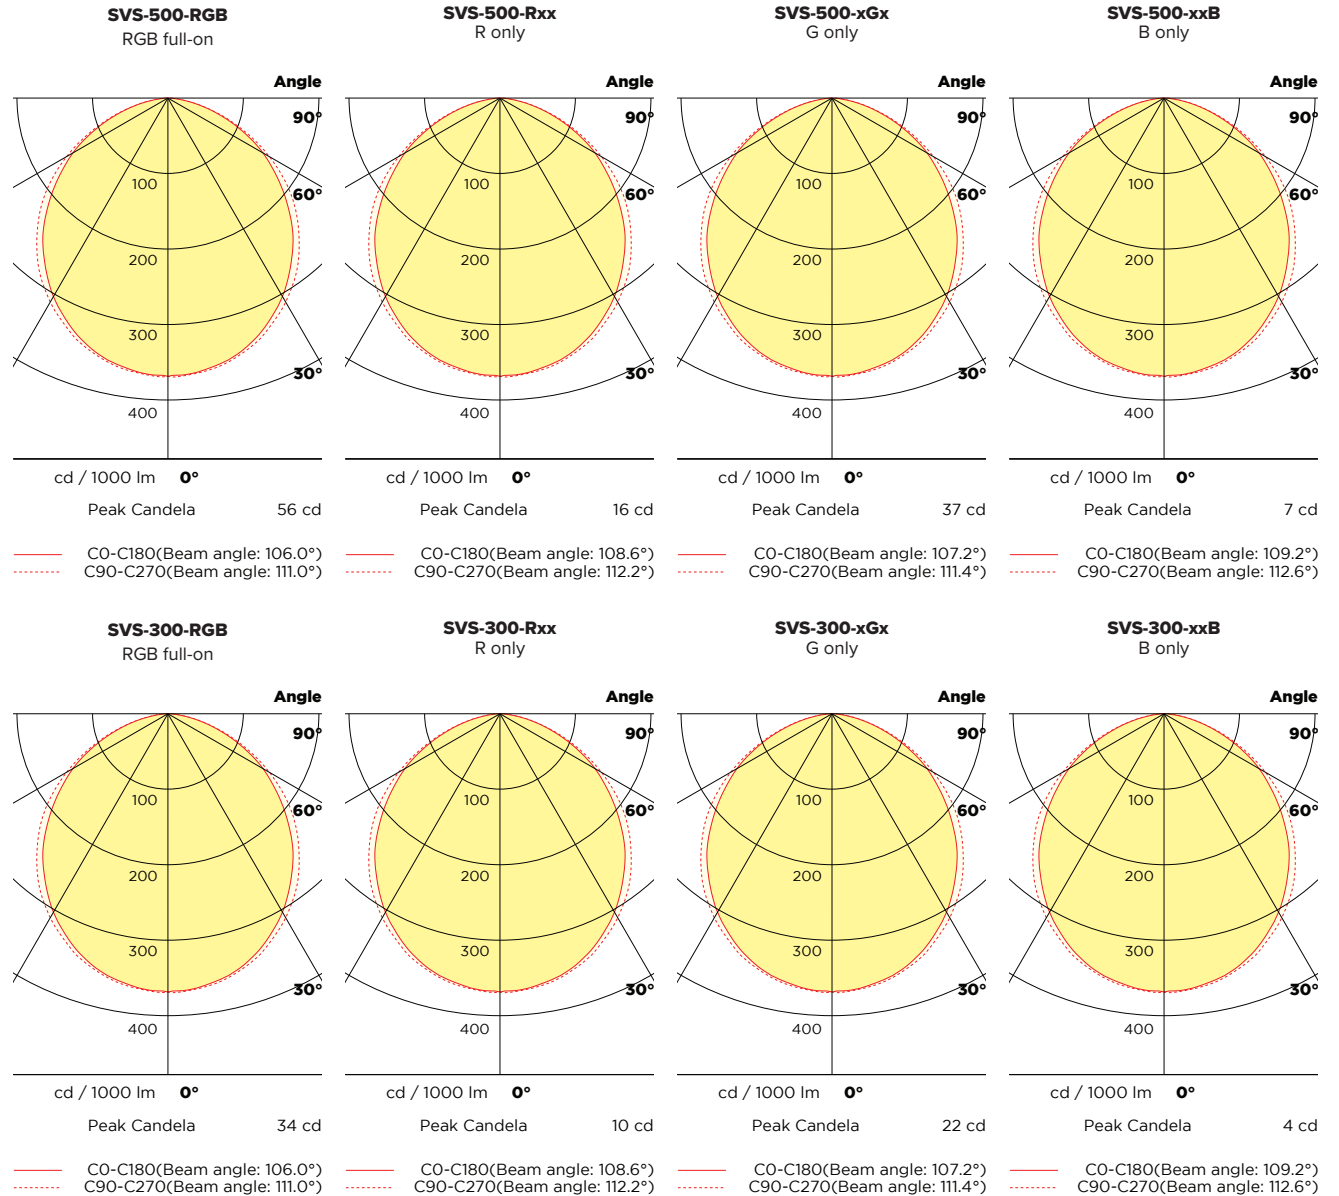 SVS-500-RGB
RGB full-on
Angle
90°
100
60°
200
300
30°
400
cd / 1000 lm 0°
Peak Candela 56 cd
C0-C180(Beam angle: 106.0°)
C90-C270(Beam angle: 111.0°)
SVS-500-Rxx
R only
Angle
90°
100
60°
200
300
30°
400
cd / 1000 lm 0°
Peak Candela 16 cd
C0-C180(Beam angle: 108.6°)
C90-C270(Beam angle: 112.2°)
SVS-500-xGx
G only
Angle
90°
100
60°
200
300
30°
400
cd / 1000 lm 0°
Peak Candela 37 cd
C0-C180(Beam angle: 107.2°)
C90-C270(Beam angle: 111.4°)
SVS-500-xxB
B only
Angle
90°
100
60°
200
300
30°
400
cd / 1000 lm 0°
Peak Candela 7 cd
C0-C180(Beam angle: 109.2°)
C90-C270(Beam angle: 112.6°)
SVS-300-RGB
RGB full-on
Angle
90°
100
60°
200
300
30°
400
cd / 1000 lm 0°
Peak Candela 34 cd
C0-C180(Beam angle: 106.0°)
C90-C270(Beam angle: 111.0°)
SVS-300-Rxx
R only
Angle
90°
100
60°
200
300
30°
400
cd / 1000 lm 0°
Peak Candela 10 cd
C0-C180(Beam angle: 108.6°)
C90-C270(Beam angle: 112.2°)
SVS-300-xGx
G only
Angle
90°
100
60°
200
300
30°
400
cd / 1000 lm 0°
Peak Candela 22 cd
C0-C180(Beam angle: 107.2°)
C90-C270(Beam angle: 111.4°)
SVS-300-xxB
B only
Angle
90°
100
60°
200
300
30°
400
cd / 1000 lm 0°
Peak Candela 4 cd
C0-C180(Beam angle: 109.2°)
C90-C270(Beam angle: 112.6°)